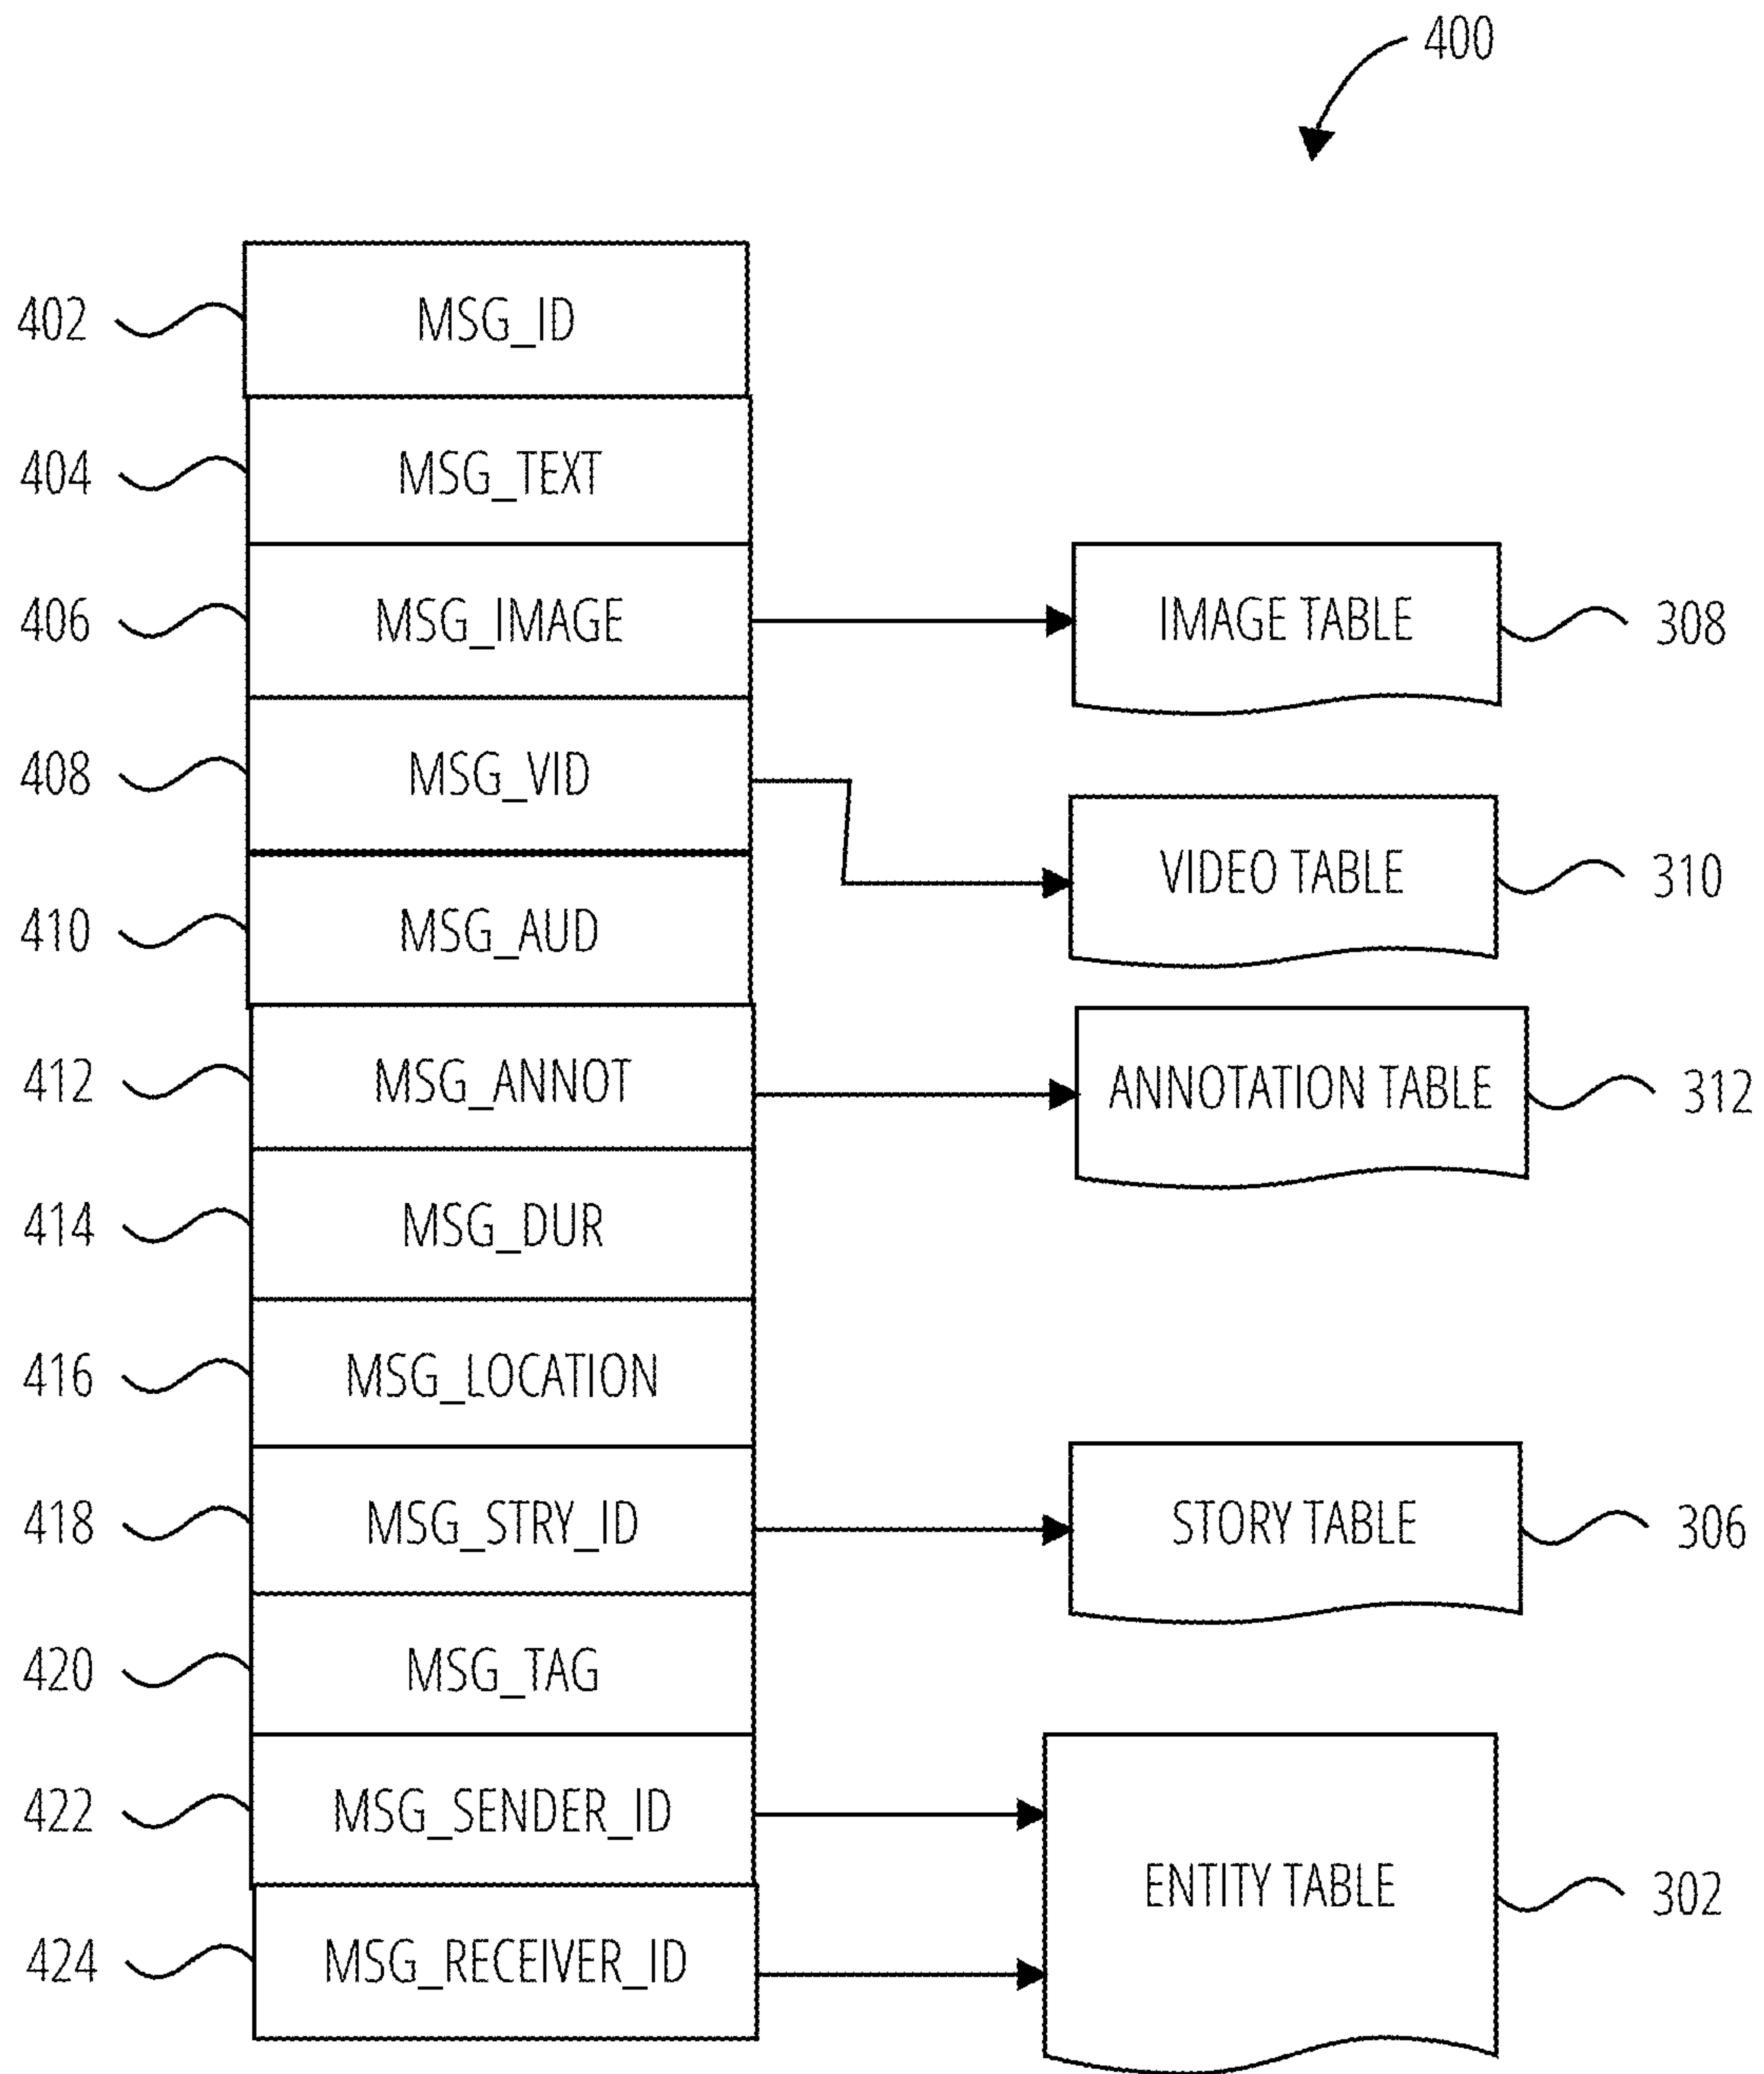 400
402 MSG_ID
404 MSG_TEXT
406 MSG_IMAGE IMAGE TABLE 308
408 MSG_VID
VIDEO TABLE 310
410 MSG_AUD
412 MSG_ANNOT ANNOTATION TABLE 312
414 MSG_DUR
416 MSG_LOCATION
418 MSG_STRY_ID STORY TABLE 306
420 MSG_TAG
422 MSG_SENDER_ID
ENTITY TABLE 302
424 MSG_RECEIVER_ID